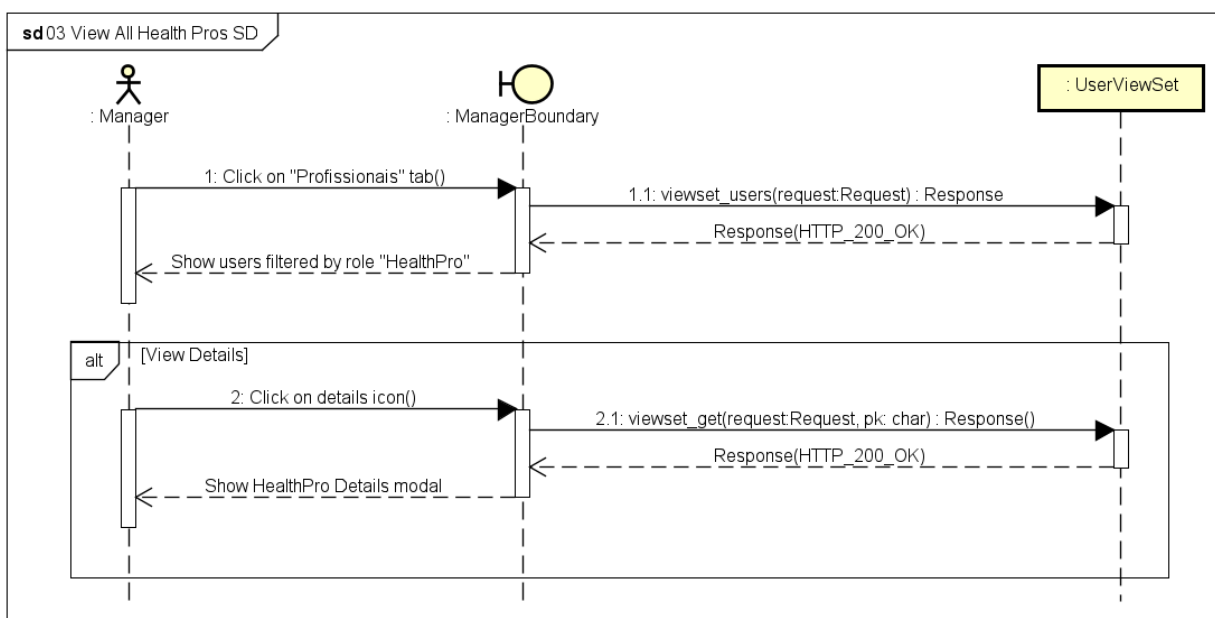 sd 03 View All Health Pros SD
: Manager
: ManagerBoundary
: UserViewSet
1: Click on "Profissionais" tab()
1.1: viewset_users(request:Request) : Response
Response(HTTP_200_OK)
Show users filtered by role "HealthPro"
alt
[View Details]
2: Click on details icon()
2.1: viewset_get(request:Request, pk: char) : Response()
Response(HTTP_200_OK)
Show HealthPro Details modal